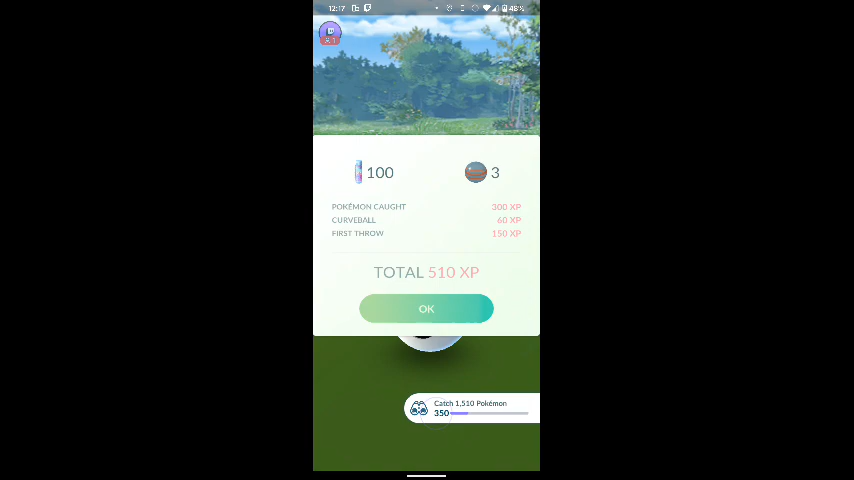 12:17
48%
100
3
POKÉMON CAUGHT 300 XP
CURVEBALL 60 XP
FIRST THROW 150 XP
TOTAL 510 XP
OK
Catch 1,510 Pokémon
350